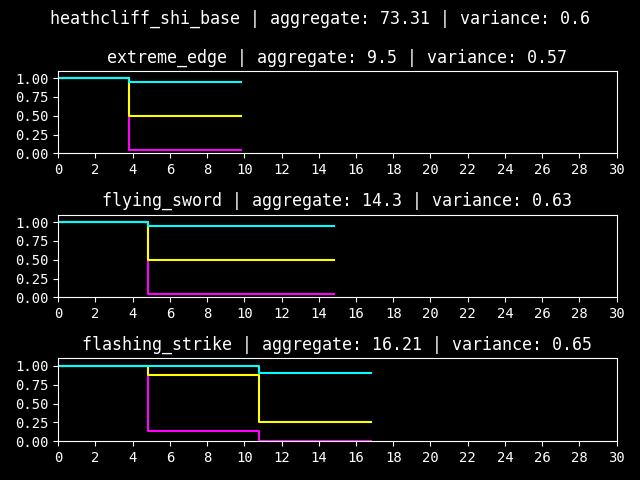 heathcliff_shi_base | aggregate: 73.31 | variance: 0.6
extreme_edge | aggregate: 9.5 | variance: 0.57
1.00
0.75
0.50
0.25
0.00
0 2 4 6 8 10 12 14 16 18 20 22 24 26 28 30
flying_sword | aggregate: 14.3 | variance: 0.63
1.00
0.75
0.50
0.25
0.00
0 2 4 6 8 10 12 14 16 18 20 22 24 26 28 30
flashing_strike | aggregate: 16.21 | variance: 0.65
1.00
0.75
0.50
0.25
0.00
0 2 4 6 8 10 12 14 16 18 20 22 24 26 28 30